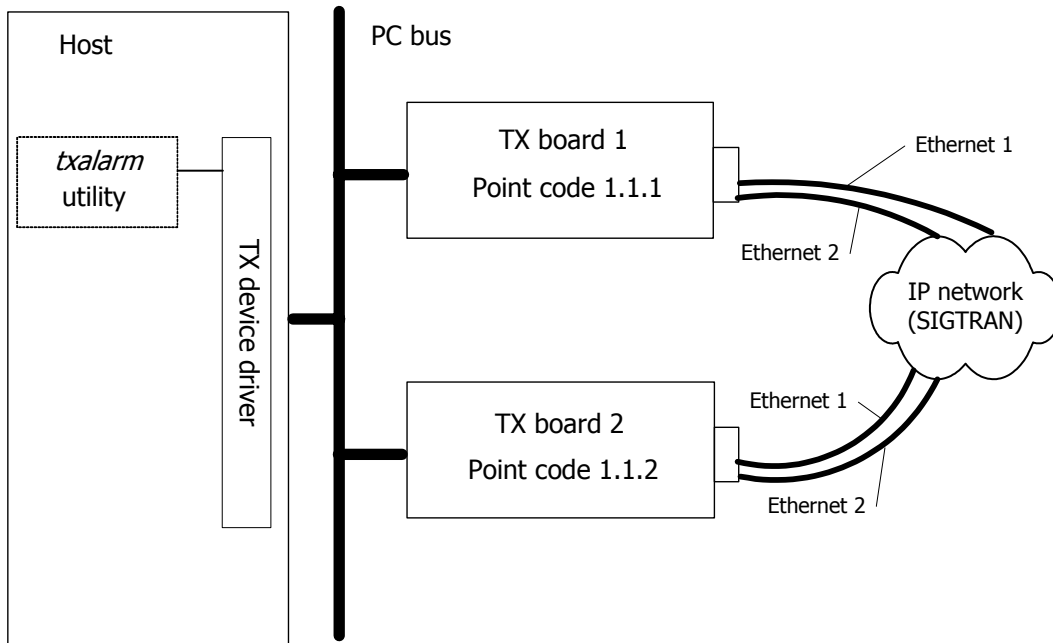 Host
PC bus
txalarm
utility
TX device driver
TX board 1
Point code 1.1.1
Ethernet 1
Ethernet 2
IP network
(SIGTRAN)
TX board 2
Point code 1.1.2
Ethernet 1
Ethernet 2